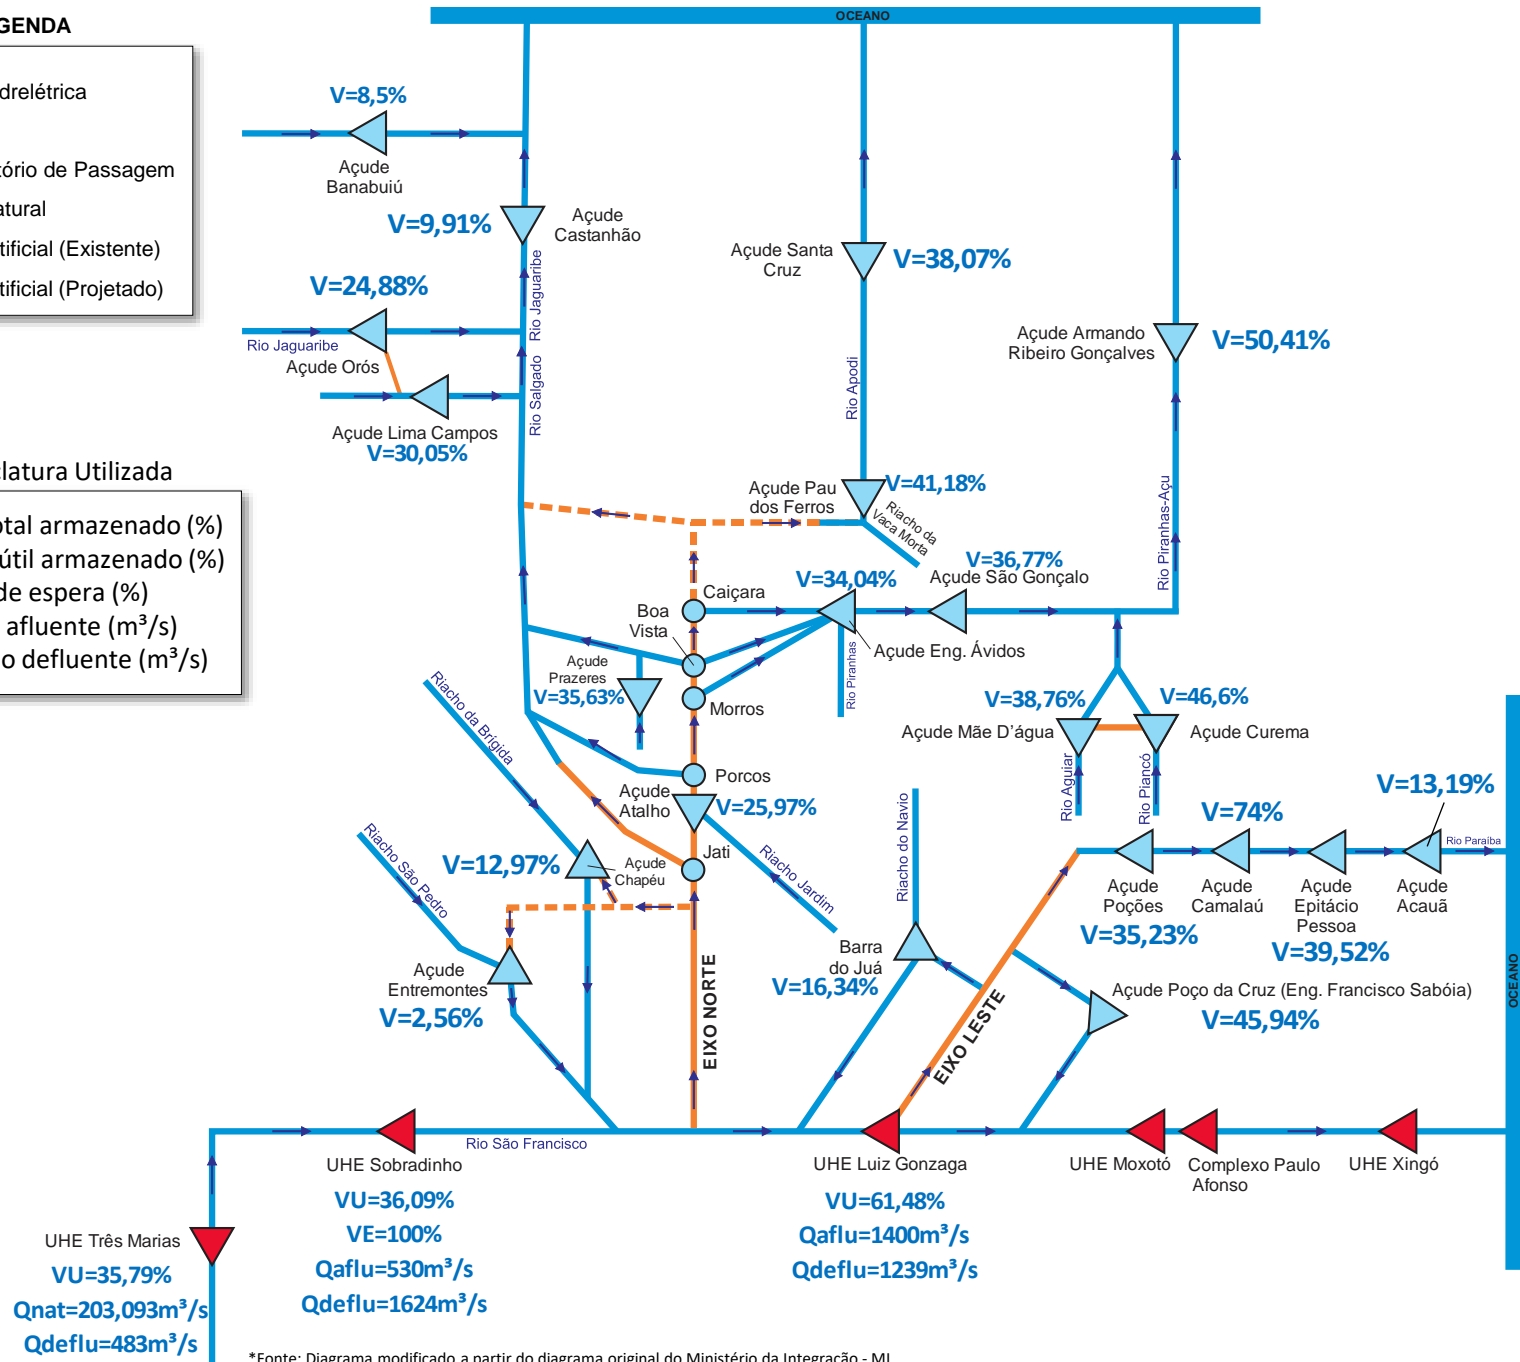 OCEANO
GENDA
drelétrica
tório de Passagem
atural
tificial (Existente)
tificial (Projetado)
V=8,5%
Açude
Banabuiú
V=9,91%
Açude
Castanhão
Rio Jaguaribe
V=24,88%
Rio Jaguaribe
Açude Orós
Rio Salgado
Açude Lima Campos
V=30,05%
Açude Santa
Cruz
V=38,07%
Rio Apodi
Açude Armando
Ribeiro Gonçalves
V=50,41%
Rio Piranhas-Açu
clatura Utilizada
otal armazenado (%)
útil armazenado (%)
de espera (%)
afluente (m³/s)
o defluente (m³/s)
Açude Pau
dos Ferros
V=41,18%
Riacho da
Vaca Morta
V=36,77%
Açude São Gonçalo
V=34,04%
Caiçara
Boa
Vista
Açude Eng. Ávidos
Rio Piranhas
Açude
Prazeres
V=35,63%
Morros
V=38,76%
V=46,6%
Açude Mãe D'água
Açude Curema
Rio Aguiar
Rio Piancó
Riacho da Brígida
Porcos
Açude
Atalho
V=25,97%
Jati
Riacho Jardim
Riacho São Pedro
V=12,97%
Açude
Chapéu
Riacho do Navio
V=13,19%
V=74%
Rio Paraíba
Açude
Poções
V=35,23%
Açude
Camalaú
Açude
Epitácio
Pessoa
V=39,52%
Açude
Acauã
Açude
Entremontes
V=2,56%
EIXO NORTE
Barra
do Juá
V=16,34%
EIXO LESTE
Açude Poço da Cruz (Eng. Francisco Sabóia)
V=45,94%
OCEANO
Rio São Francisco
UHE Sobradinho
VU=36,09%
VE=100%
Qaflu=530m³/s
Qdeflu=1624m³/s
UHE Luiz Gonzaga
VU=61,48%
Qaflu=1400m³/s
Qdeflu=1239m³/s
UHE Moxotó
Complexo Paulo
Afonso
UHE Xingó
UHE Três Marias
VU=35,79%
Qnat=203,093m³/s
Qdeflu=483m³/s
*Fonte: Diagrama modificado a partir do diagrama original do Ministério da Integração - MI